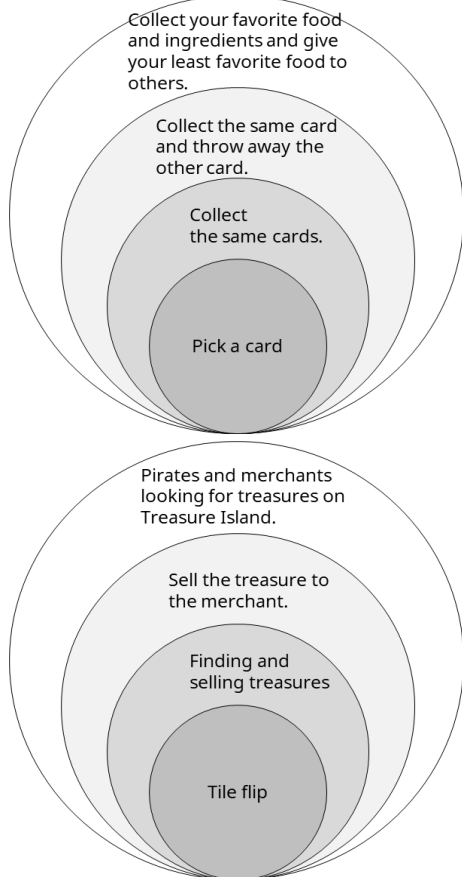 Collect your favorite food
and ingredients and give
your least favorite food to
others.
Collect the same card
and throw away the
other card.
Collect
the same cards.
Pick a card
Pirates and merchants
looking for treasures on
Treasure Island.
Sell the treasure to
the merchant.
Finding and
selling treasures
Tile flip